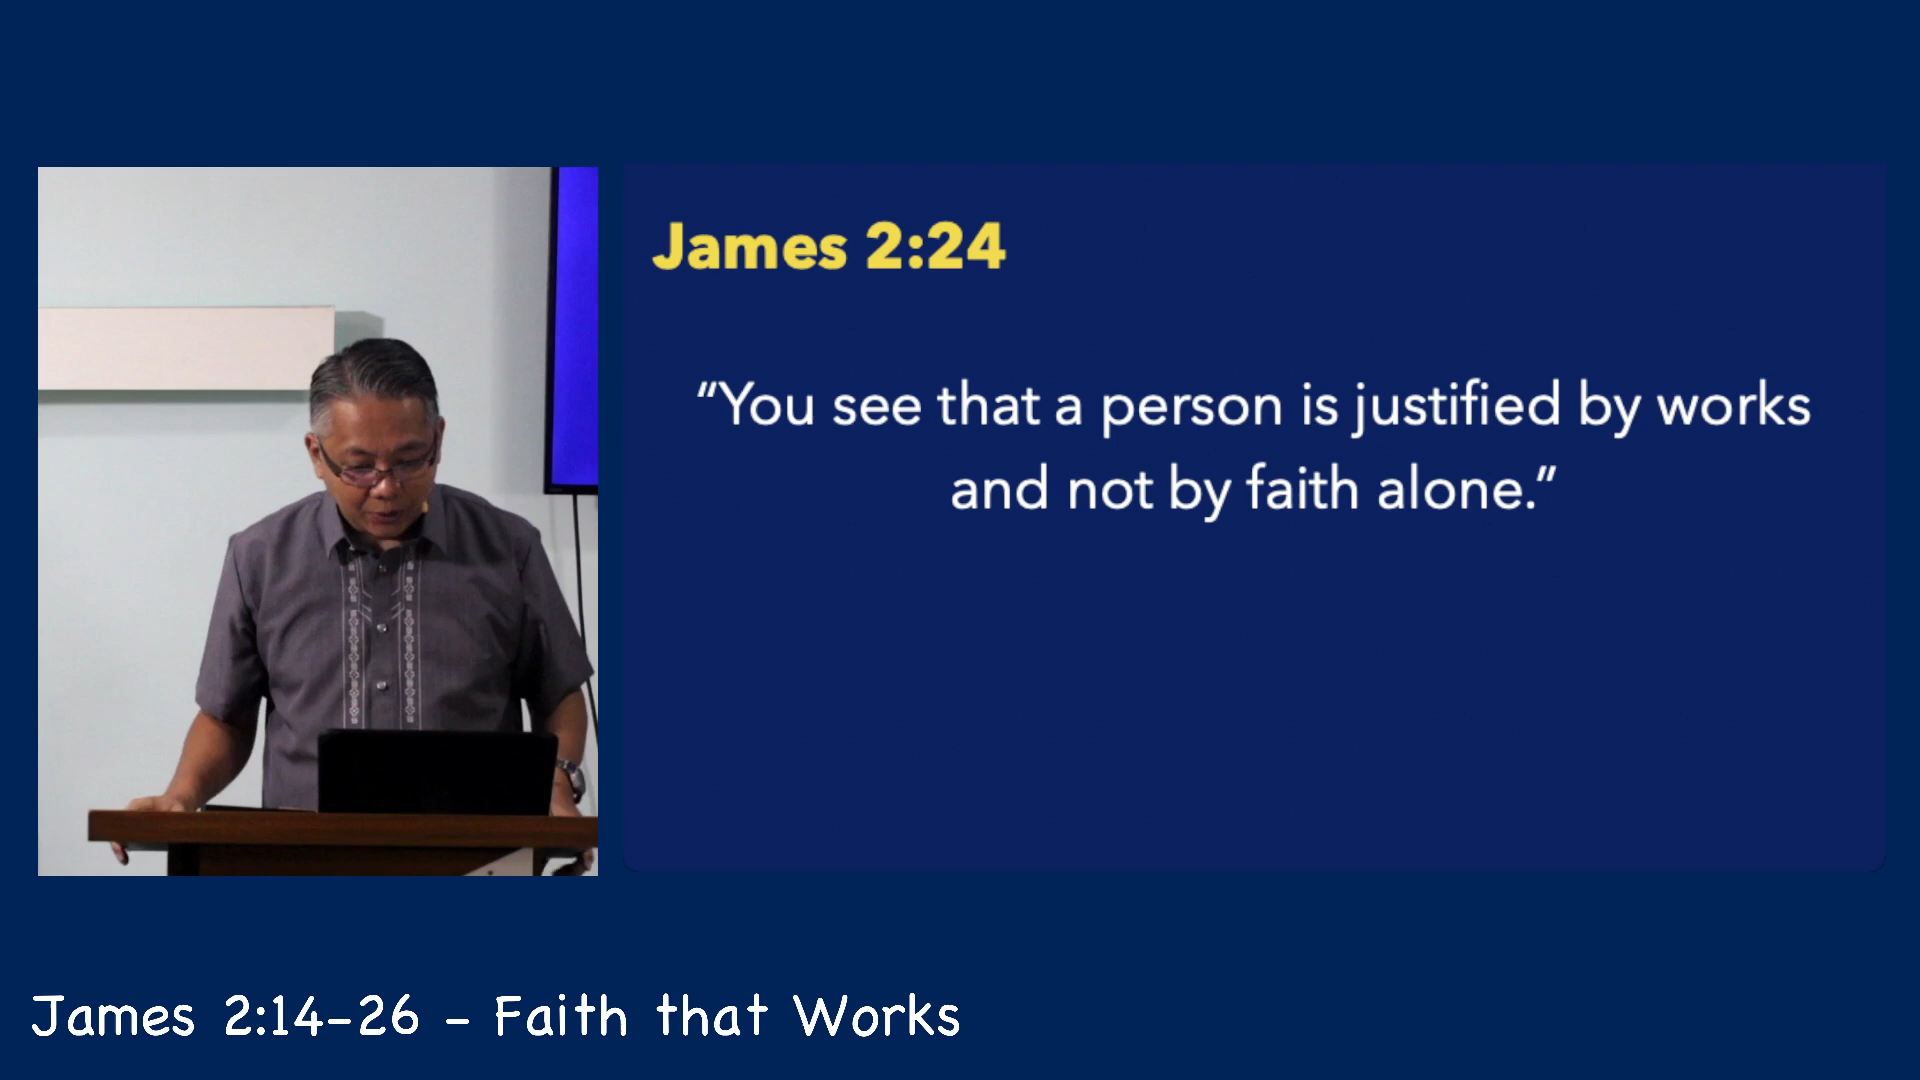 James 2:24
“You see that a person is justified by works
and not by faith alone.”
James 2:14-26 - Faith that Works